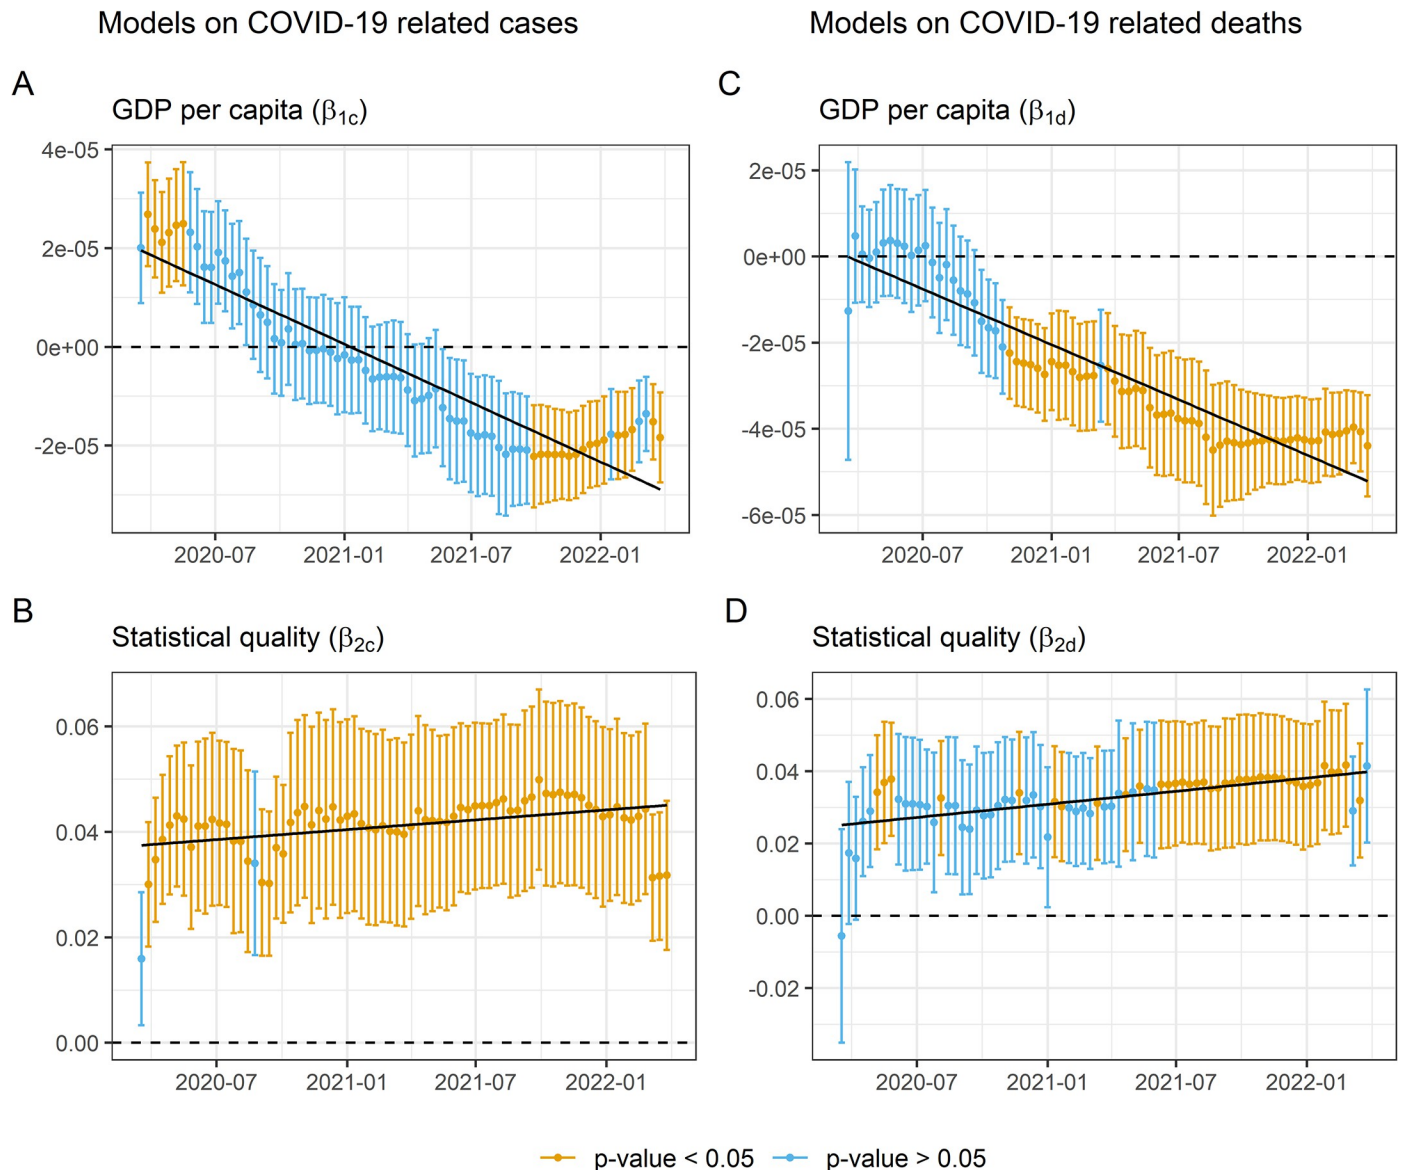 Models on COVID-19 related cases
Models on COVID-19 related deaths
A
GDP per capita (β1c)
4e-05
2e-05
0e+00
-2e-05
2020-07 2021-01 2021-07 2022-01
C
GDP per capita (β1d)
2e-05
0e+00
-2e-05
-4e-05
-6e-05
2020-07 2021-01 2021-07 2022-01
B
Statistical quality (β2c)
0.06
0.04
0.02
0.00
2020-07 2021-01 2021-07 2022-01
D
Statistical quality (β2d)
0.06
0.04
0.02
0.00
-0.02
2020-07 2021-01 2021-07 2022-01
p-value < 0.05 p-value > 0.05